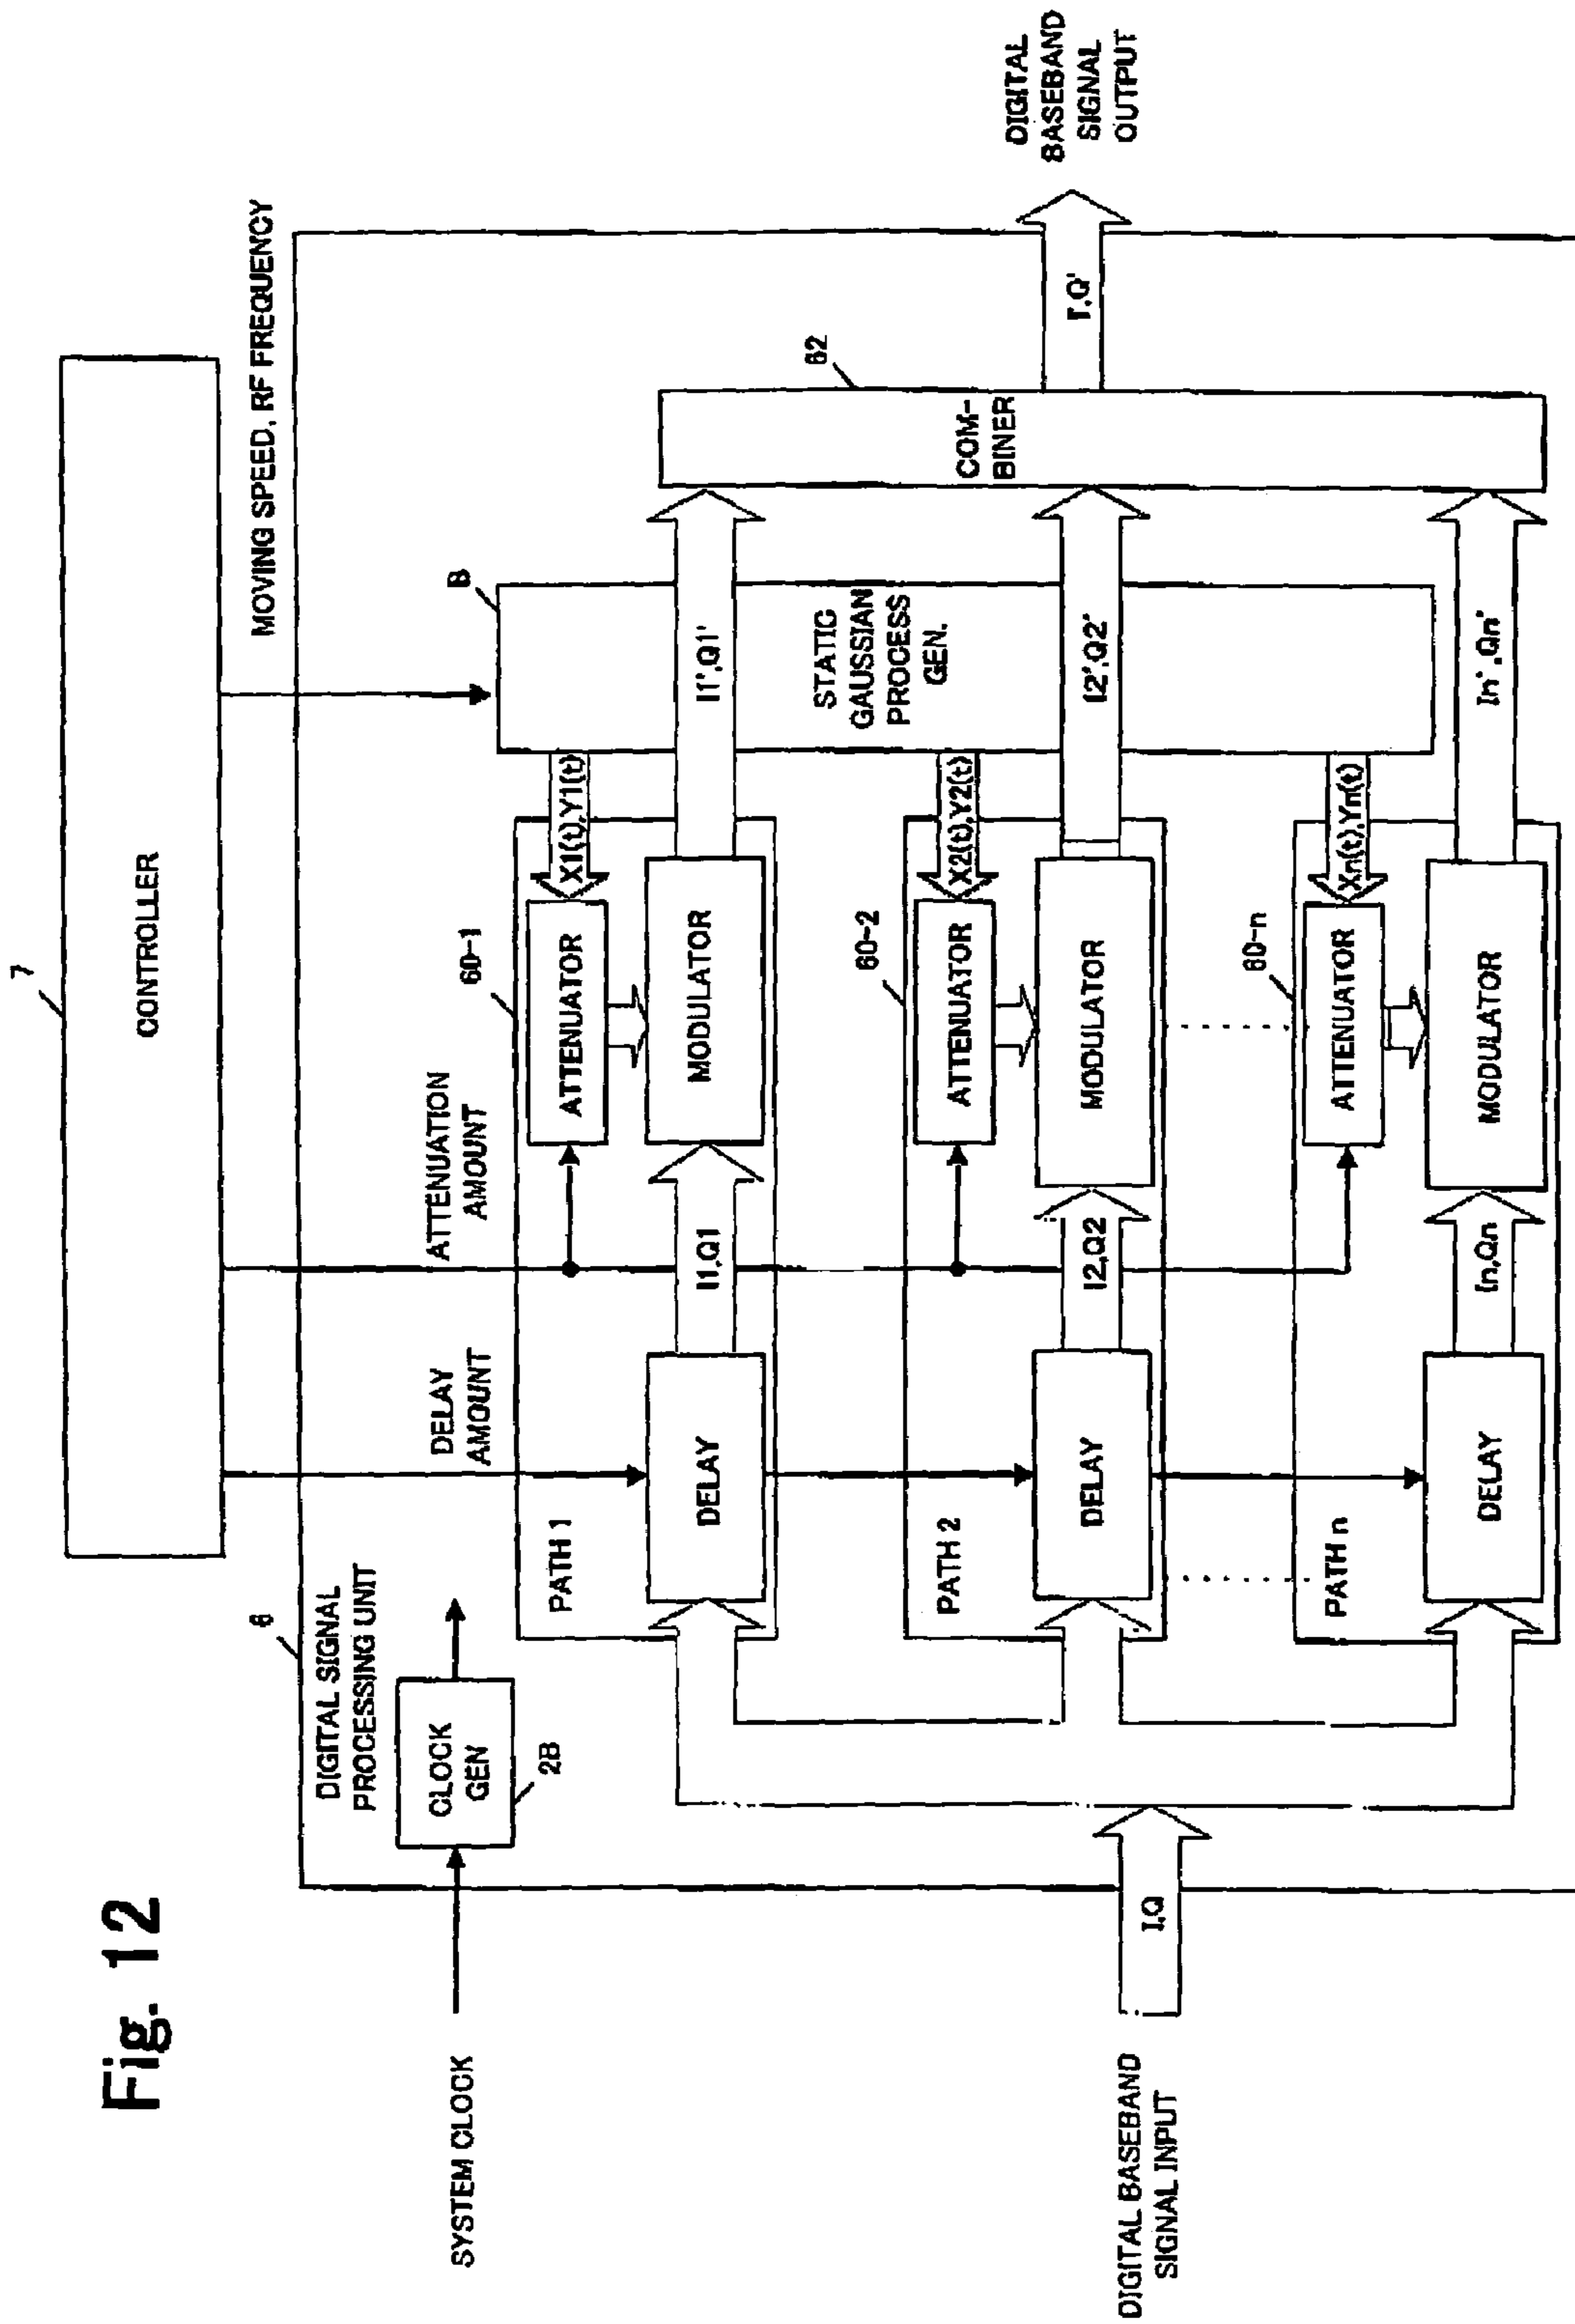 Fig. 12
7
CONTROLLER
MOVING SPEED, RF FREQUENCY
6
DIGITAL SIGNAL
PROCESSING UNIT
DELAY
AMOUNT
ATTENUATION
AMOUNT
SYSTEM CLOCK
CLOCK
GEN
2B
B
STATIC
GAUSSIAN
PROCESS
GEN.
62
COM-
BINER
60-1
PATH 1
ATTENUATOR
X1(t),Y1(t)
DELAY
I1,Q1
MODULATOR
I1',Q1'
60-2
PATH 2
ATTENUATOR
X2(t),Y2(t)
DELAY
I2,Q2
MODULATOR
I2',Q2'
60-n
PATH n
ATTENUATOR
Xn(t),Yn(t)
DELAY
In,Qn
MODULATOR
In',Qn'
DIGITAL BASEBAND
SIGNAL INPUT
I,Q
I',Q'
DIGITAL
BASEBAND
SIGNAL
OUTPUT